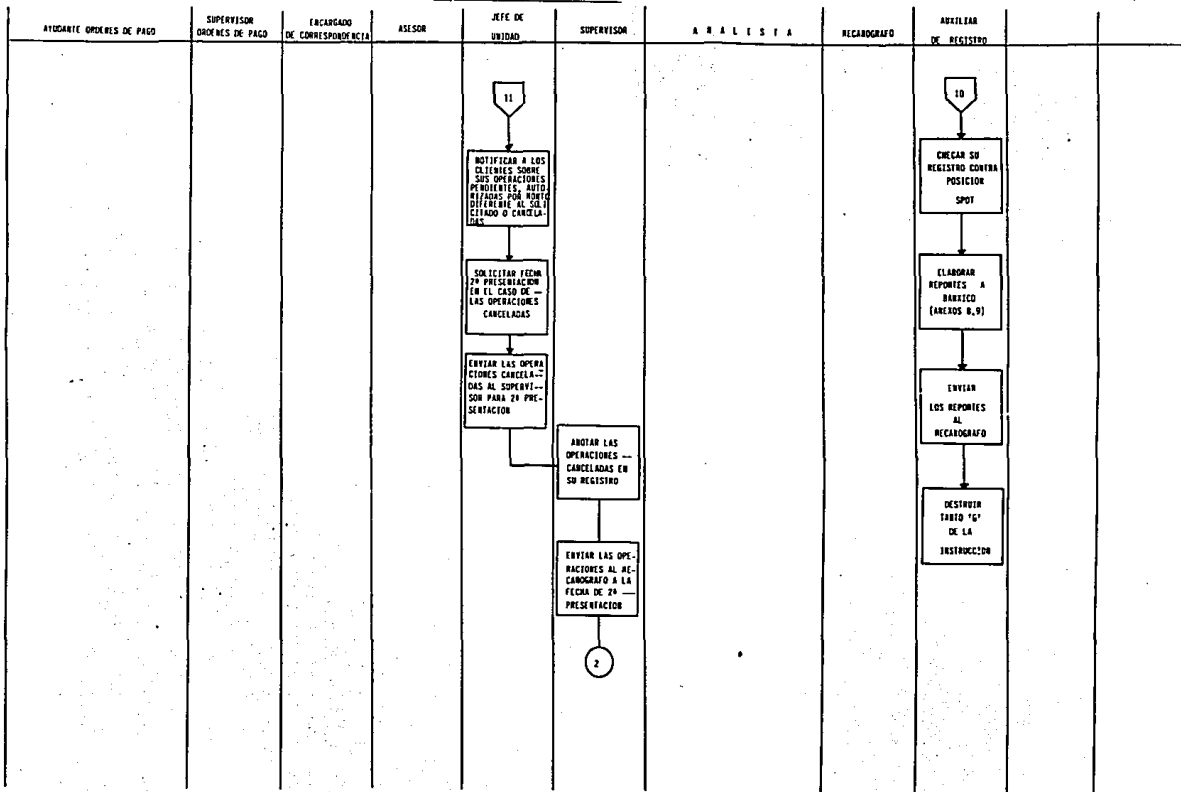 AYUDANTE ORDENES DE PAGO
SUPERVISOR
ORDENES DE PAGO
ENCARGADO
DE CORRESPONDENCIA
ASESOR
JEFE DE
UNIDAD
SUPERVISOR
A N A L I S T A
MECANOGRAFO
AUXILIAR
DE REGISTRO
11
NOTIFICAR A LOS
CLIENTES SOBRE
SUS OPERACIONES
PENDIENTES, AUTO-
RIZADAS POR MONTO
DIFERENTE AL SOLI
CITADO O CANCELA-
DAS
SOLICITAR FECHA
2ª PRESENTACION
EN EL CASO DE —
LAS OPERACIONES
CANCELADAS
ENVIAR LAS OPERA
CIONES CANCELA--
DAS AL SUPERVI--
SOR PARA 2ª PRE-
SENTACION
ANOTAR LAS
OPERACIONES --
CANCELADAS EN
SU REGISTRO
ENVIAR LAS OPE-
RACIONES AL ME-
CANOGRAFO A LA
FECHA DE 2ª —
PRESENTACION
2
10
CHECAR SU
REGISTRO CONTRA
POSICION
SPOT
ELABORAR
REPORTES A
BANXICO
(ANEXOS 8,9)
ENVIAR
LOS REPORTES
AL
MECANOGRAFO
DESTRUIR
TANTO "G"
DE LA
INSTRUCCION